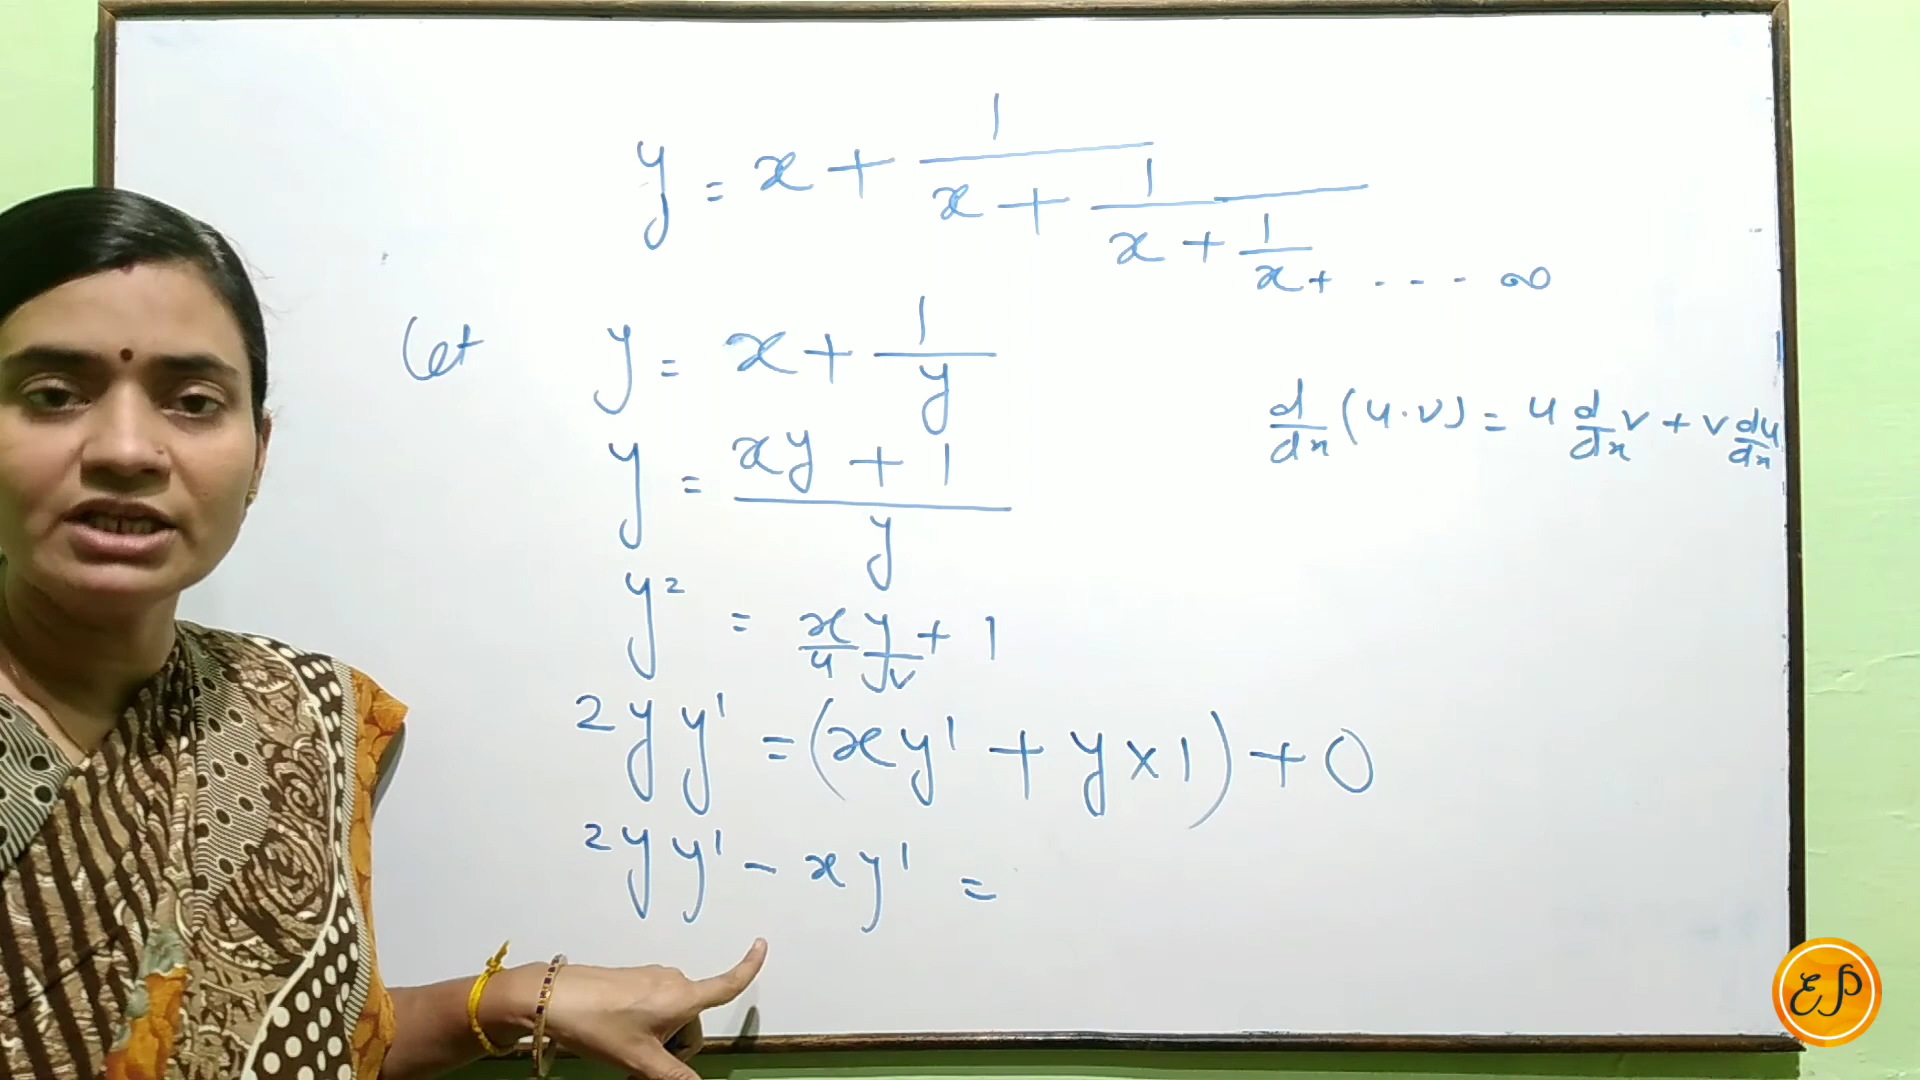 y = x + 1/(x + 1/(x + 1/(x + - - - ∞
Let y = x + 1/y
d/dx (u.v) = u d/dx v + v du/dx
y = (xy + 1)/y
y² = xy + 1
u v
2yy' = (xy' + y×1) + 0
2yy' - xy' =
EP